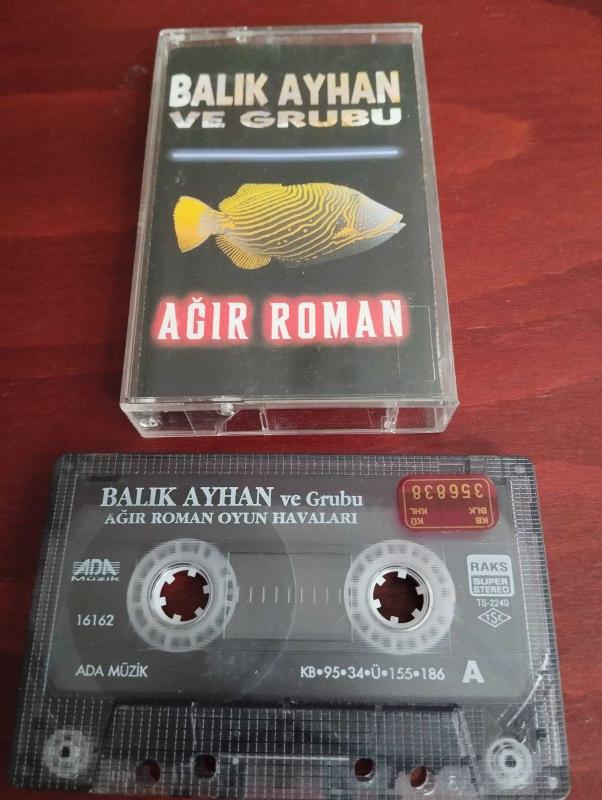 BALIK AYHAN
VE GRUBU
AĞIR ROMAN
BALIK AYHAN ve Grubu
AĞIR ROMAN OYUN HAVALARI
KB KÜ
BLK KHL
356838
ADA
Müzik
RAKS
SUPER
STEREO
TS-2240
TSE
16162
ADA MÜZİK
KB•95•34•Ü•155•186 A